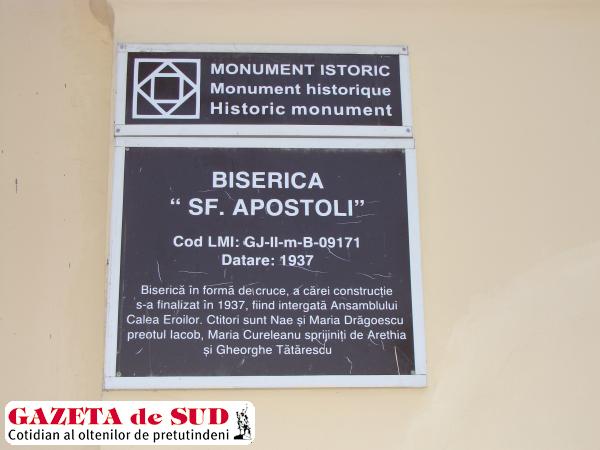 MONUMENT ISTORIC
Monument historique
Historic monument
BISERICA
“ SF. APOSTOLI”
Cod LMI: GJ-II-m-B-09171
Datare: 1937
Biserică în formă de cruce, a cărei construcție
s-a finalizat în 1937, fiind intergată Ansamblului
Calea Eroilor. Ctitori sunt Nae și Maria Drăgoescu
preotul Iacob, Maria Cureleanu sprijiniți de Arethia
și Gheorghe Tătărescu
GAZETA de SUD
Cotidian al oltenilor de pretutindeni